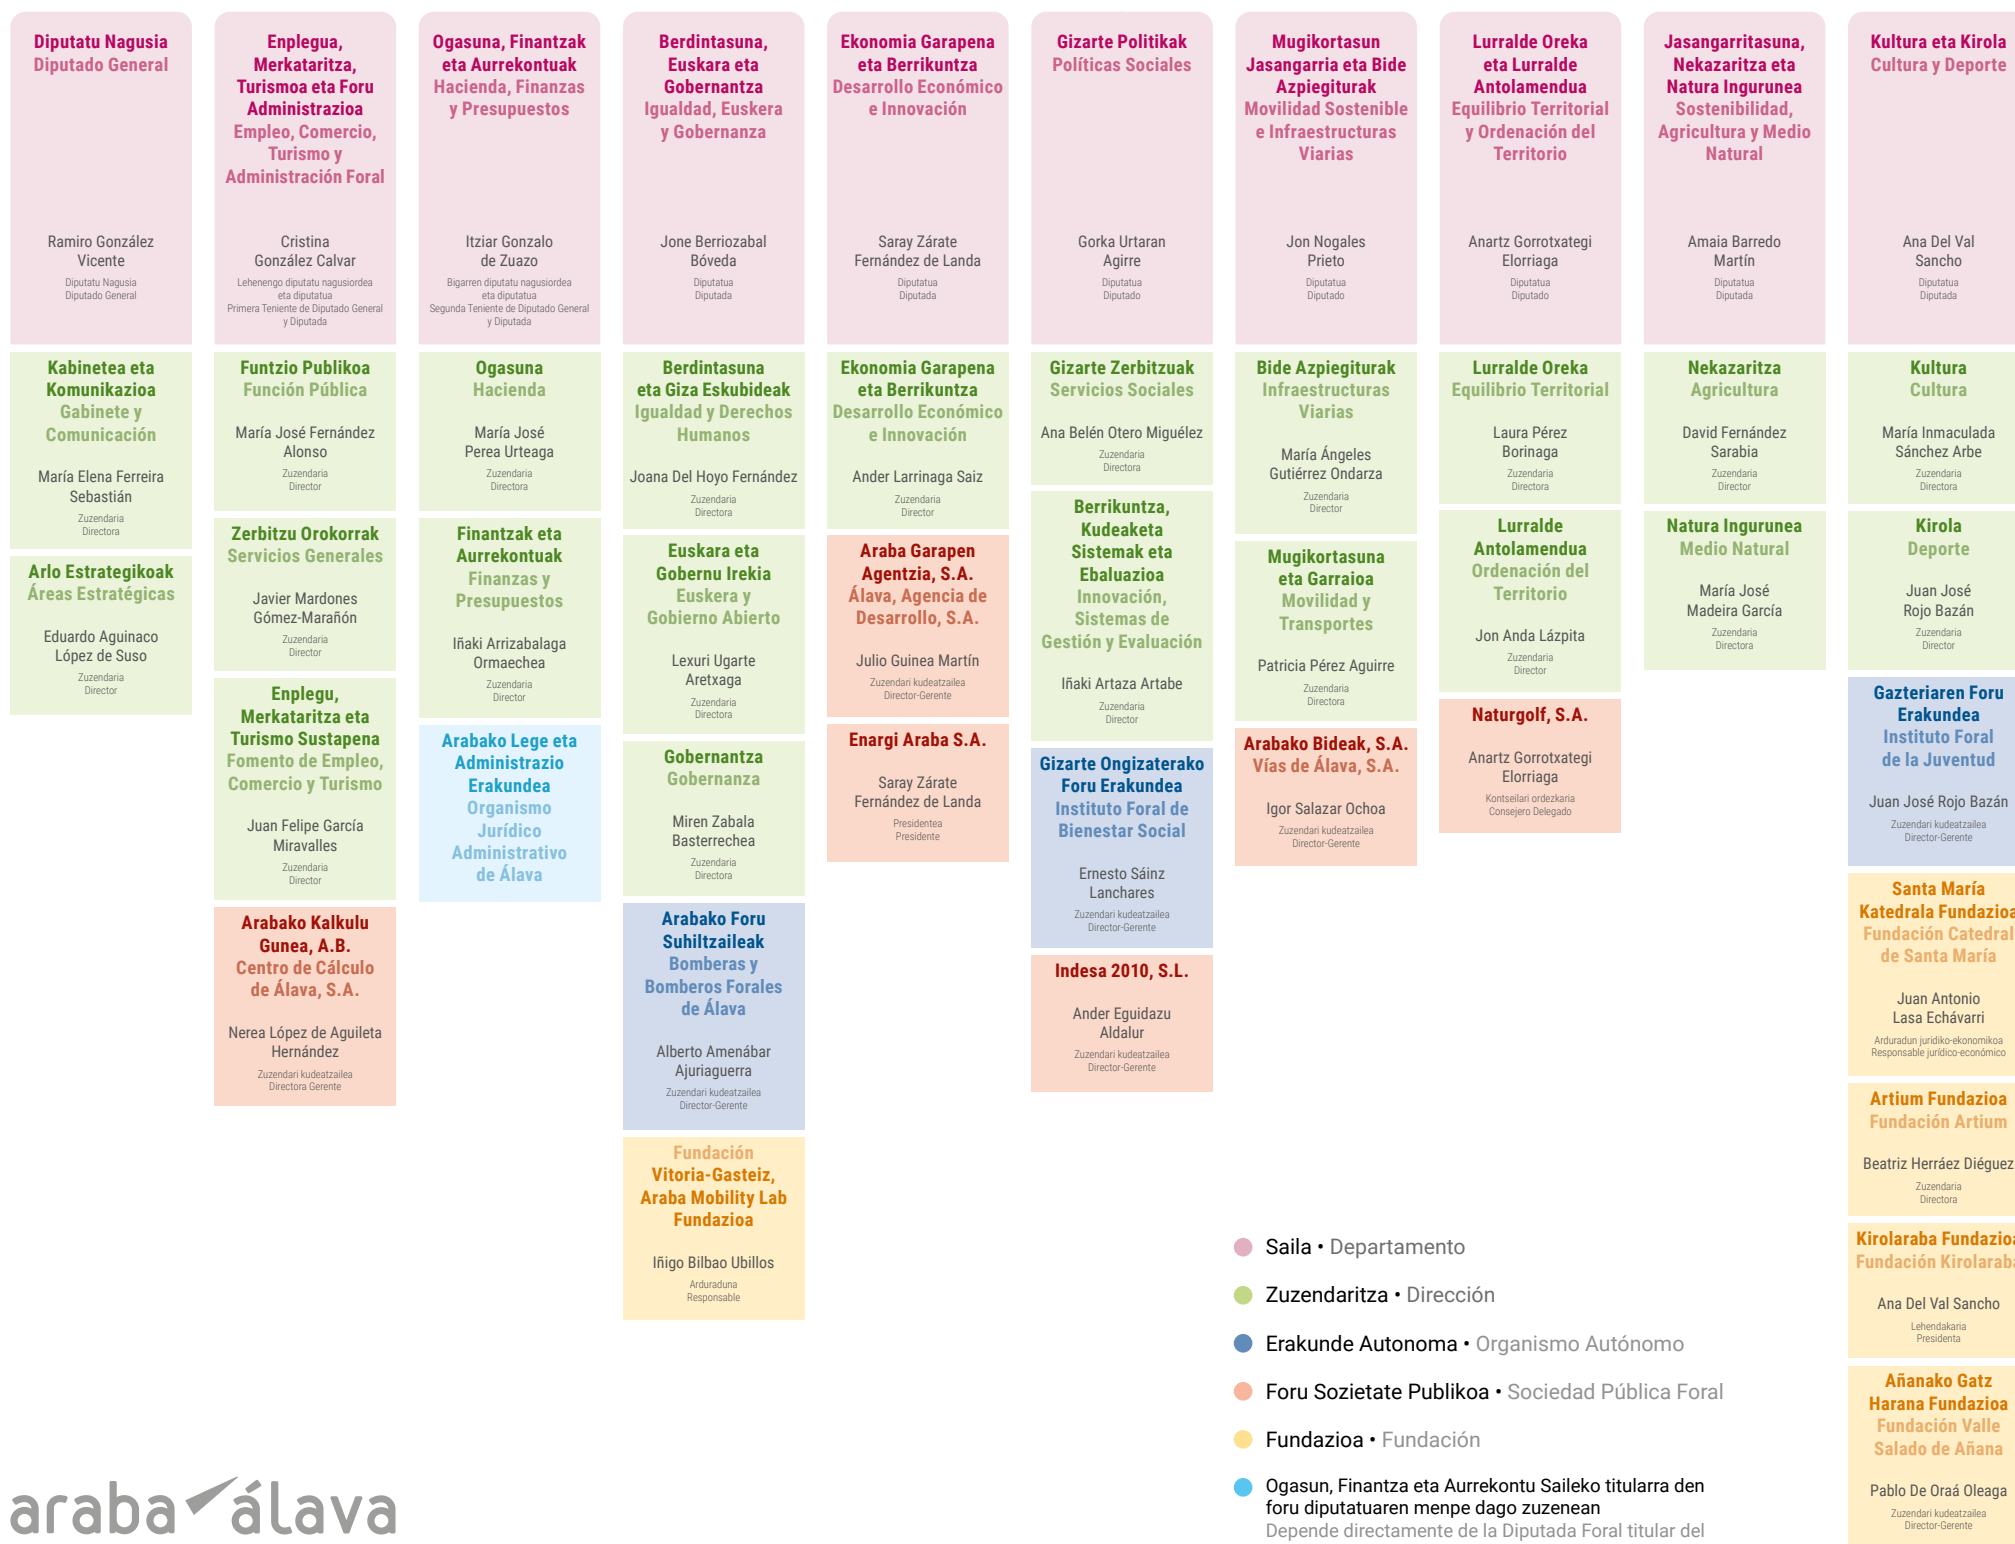 Diputatu Nagusia
Diputado General
Ramiro González
Vicente
Diputatu Nagusia
Diputado General
Kabinetea eta
Komunikazioa
Gabinete y
Comunicación
María Elena Ferreira
Sebastián
Zuzendaria
Directora
Arlo Estrategikoak
Áreas Estratégicas
Eduardo Aguinaco
López de Suso
Zuzendaria
Director
Enplegua,
Merkataritza,
Turismoa eta Foru
Administrazioa
Empleo, Comercio,
Turismo y
Administración Foral
Cristina
González Calvar
Lehenengo diputatu nagusiordea
eta diputatua
Primera Teniente de Diputado General
y Diputada
Funtzio Publikoa
Función Pública
María José Fernández
Alonso
Zuzendaria
Director
Zerbitzu Orokorrak
Servicios Generales
Javier Mardones
Gómez-Marañón
Zuzendaria
Director
Enplegu,
Merkataritza eta
Turismo Sustapena
Fomento de Empleo,
Comercio y Turismo
Juan Felipe García
Miravalles
Zuzendaria
Director
Arabako Kalkulu
Gunea, A.B.
Centro de Cálculo
de Álava, S.A.
Nerea López de Aguileta
Hernández
Zuzendari kudeatzailea
Directora Gerente
Ogasuna, Finantzak
eta Aurrekontuak
Hacienda, Finanzas
y Presupuestos
Itziar Gonzalo
de Zuazo
Bigarren diputatu nagusiordea
eta diputatua
Segunda Teniente de Diputado General
y Diputada
Ogasuna
Hacienda
María José
Perea Urteaga
Zuzendaria
Directora
Finantzak eta
Aurrekontuak
Finanzas y
Presupuestos
Iñaki Arrizabalaga
Ormaechea
Zuzendaria
Director
Arabako Lege eta
Administrazio
Erakundea
Organismo
Jurídico
Administrativo
de Álava
Berdintasuna,
Euskara eta
Gobernantza
Igualdad, Euskera
y Gobernanza
Jone Berriozabal
Bóveda
Diputatua
Diputada
Berdintasuna
eta Giza Eskubideak
Igualdad y Derechos
Humanos
Joana Del Hoyo Fernández
Zuzendaria
Directora
Euskara eta
Gobernu Irekia
Euskera y
Gobierno Abierto
Lexuri Ugarte
Aretxaga
Zuzendaria
Directora
Gobernantza
Gobernanza
Miren Zabala
Basterrechea
Zuzendaria
Directora
Arabako Foru
Suhiltzaileak
Bomberas y
Bomberos Forales
de Álava
Alberto Amenábar
Ajuriaguerra
Zuzendari kudeatzailea
Director-Gerente
Fundación
Vitoria-Gasteiz,
Araba Mobility Lab
Fundazioa
Iñigo Bilbao Ubillos
Arduraduna
Responsable
Ekonomia Garapena
eta Berrikuntza
Desarrollo Económico
e Innovación
Saray Zárate
Fernández de Landa
Diputatua
Diputada
Ekonomia Garapena
eta Berrikuntza
Desarrollo Económico
e Innovación
Ander Larrinaga Saiz
Zuzendaria
Director
Araba Garapen
Agentzia, S.A.
Álava, Agencia de
Desarrollo, S.A.
Julio Guinea Martín
Zuzendari kudeatzailea
Director-Gerente
Enargi Araba S.A.
Saray Zárate
Fernández de Landa
Presidentea
Presidente
Gizarte Politikak
Políticas Sociales
Gorka Urtaran
Agirre
Diputatua
Diputado
Gizarte Zerbitzuak
Servicios Sociales
Ana Belén Otero Miguélez
Zuzendaria
Directora
Berrikuntza,
Kudeaketa
Sistemak eta
Ebaluazioa
Innovación,
Sistemas de
Gestión y Evaluación
Iñaki Artaza Artabe
Zuzendaria
Director
Gizarte Ongizaterako
Foru Erakundea
Instituto Foral de
Bienestar Social
Ernesto Sáinz
Lanchares
Zuzendari kudeatzailea
Director-Gerente
Indesa 2010, S.L.
Ander Eguidazu
Aldalur
Zuzendari kudeatzailea
Director-Gerente
Mugikortasun
Jasangarria eta Bide
Azpiegiturak
Movilidad Sostenible
e Infraestructuras
Viarias
Jon Nogales
Prieto
Diputatua
Diputado
Bide Azpiegiturak
Infraestructuras
Viarias
María Ángeles
Gutiérrez Ondarza
Zuzendaria
Director
Mugikortasuna
eta Garraioa
Movilidad y
Transportes
Patricia Pérez Aguirre
Zuzendaria
Directora
Arabako Bideak, S.A.
Vías de Álava, S.A.
Igor Salazar Ochoa
Zuzendari kudeatzailea
Director-Gerente
Lurralde Oreka
eta Lurralde
Antolamendua
Equilibrio Territorial
y Ordenación del
Territorio
Anartz Gorrotxategi
Elorriaga
Diputatua
Diputado
Lurralde Oreka
Equilibrio Territorial
Laura Pérez
Borinaga
Zuzendaria
Directora
Lurralde
Antolamendua
Ordenación del
Territorio
Jon Anda Lázpita
Zuzendaria
Director
Naturgolf, S.A.
Anartz Gorrotxategi
Elorriaga
Kontseilari ordezkaria
Consejero Delegado
Jasangarritasuna,
Nekazaritza eta
Natura Ingurunea
Sostenibilidad,
Agricultura y Medio
Natural
Amaia Barredo
Martín
Diputatua
Diputada
Nekazaritza
Agricultura
David Fernández
Sarabia
Zuzendaria
Director
Natura Ingurunea
Medio Natural
María José
Madeira García
Zuzendaria
Directora
Kultura eta Kirola
Cultura y Deporte
Ana Del Val
Sancho
Diputatua
Diputada
Kultura
Cultura
María Inmaculada
Sánchez Arbe
Zuzendaria
Directora
Kirola
Deporte
Juan José
Rojo Bazán
Zuzendaria
Director
Gazteriaren Foru
Erakundea
Instituto Foral
de la Juventud
Juan José Rojo Bazán
Zuzendari kudeatzailea
Director-Gerente
Santa María
Katedrala Fundazioa
Fundación Catedral
de Santa María
Juan Antonio
Lasa Echávarri
Arduradun juridiko-ekonomikoa
Responsable jurídico-económico
Artium Fundazioa
Fundación Artium
Beatriz Herráez Diéguez
Zuzendaria
Directora
Kirolaraba Fundazioa
Fundación Kirolaraba
Ana Del Val Sancho
Lehendakaria
Presidenta
Añanako Gatz
Harana Fundazioa
Fundación Valle
Salado de Añana
Pablo De Oraá Oleaga
Zuzendari kudeatzailea
Director-Gerente
Saila • Departamento
Zuzendaritza • Dirección
Erakunde Autonoma • Organismo Autónomo
Foru Sozietate Publikoa • Sociedad Pública Foral
Fundazioa • Fundación
Ogasun, Finantza eta Aurrekontu Saileko titularra den
foru diputatuaren menpe dago zuzenean
Depende directamente de la Diputada Foral titular del
araba álava